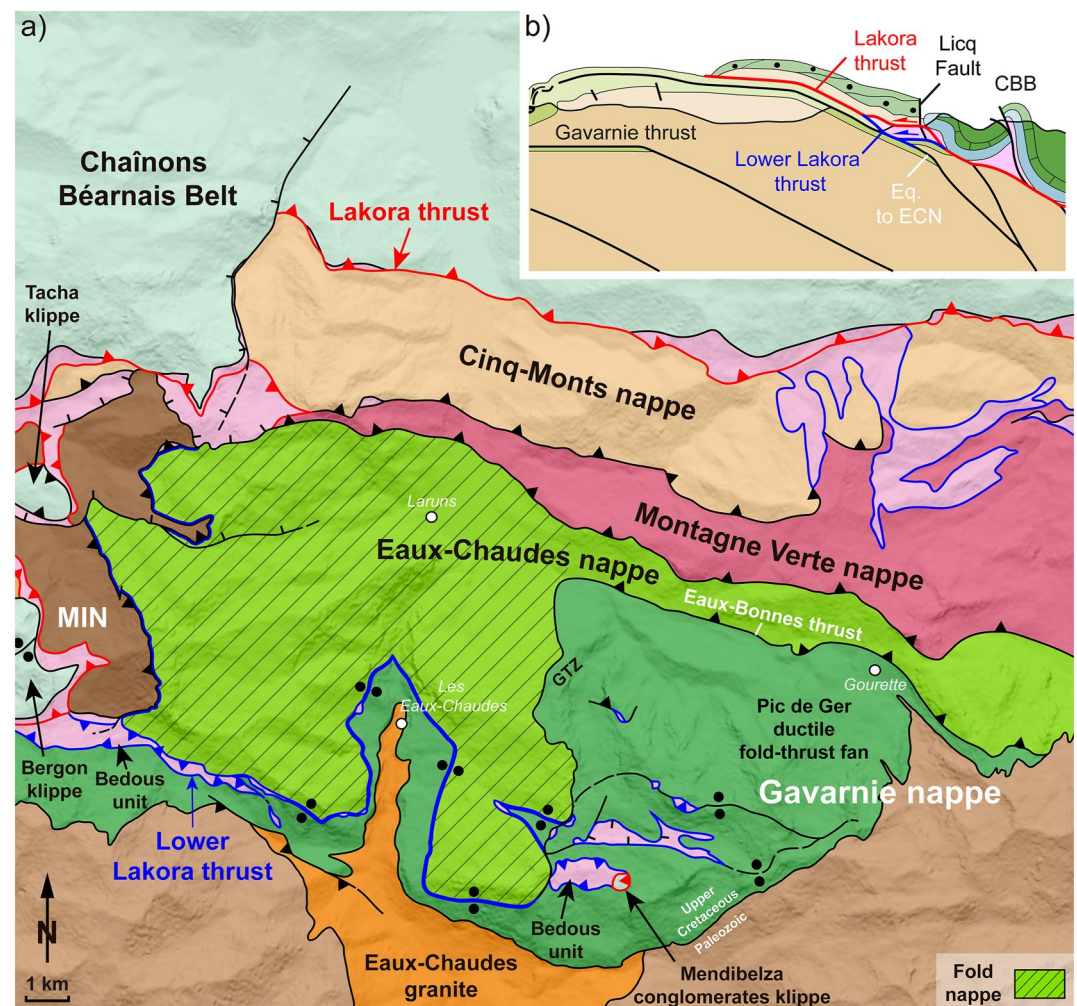 a)
b)
Lakora
thrust
Licq
Fault
CBB
Gavarnie thrust
Lower Lakora
thrust
Eq.
to ECN
Chaînons
Béarnais Belt
Lakora thrust
Tacha
klippe
Cinq-Monts nappe
Laruns
Montagne Verte nappe
Eaux-Chaudes nappe
MIN
Eaux-Bonnes thrust
GTZ
Gourette
Les
Eaux-Chaudes
Pic de Ger
ductile
fold-thrust fan
Gavarnie nappe
Bergon
klippe
Bedous
unit
Lower
Lakora thrust
Upper
Cretaceous
Paleozoic
N
1 km
Bedous
unit
Eaux-Chaudes
granite
Mendibelza
conglomerates klippe
Fold
nappe